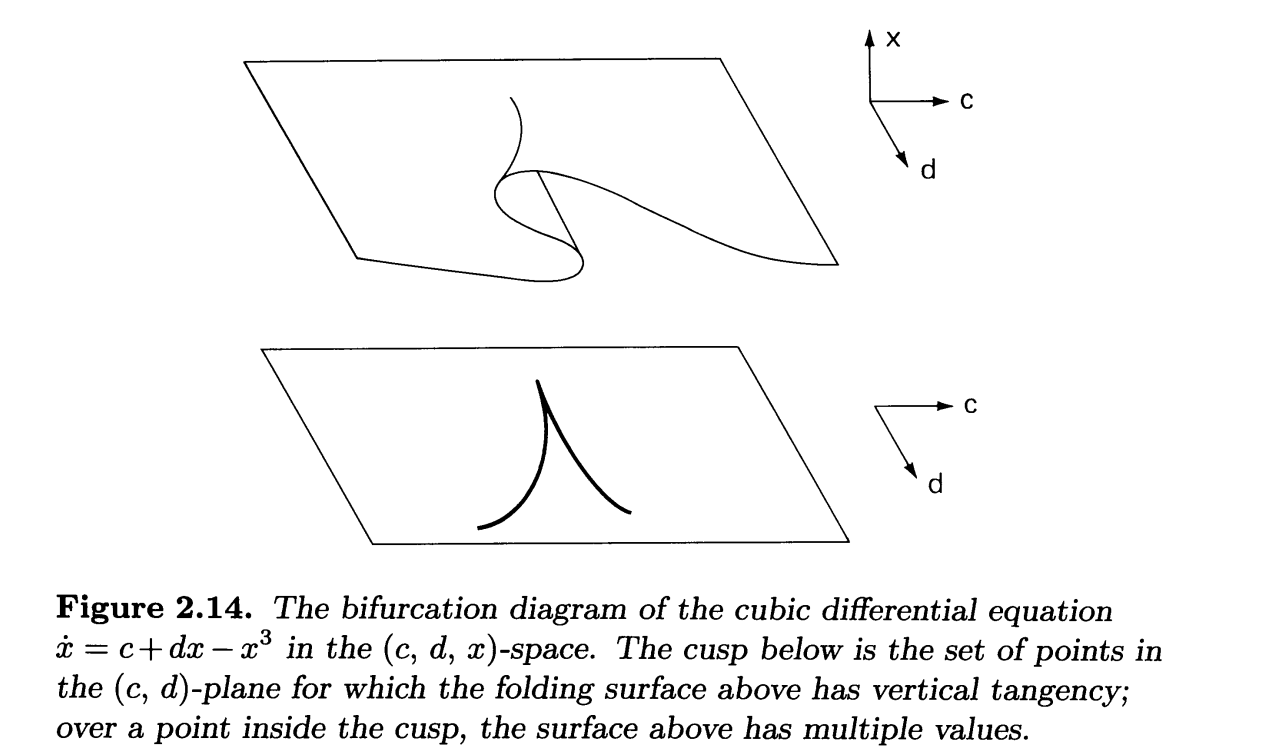 x
c
d
c
d
Figure 2.14. The bifurcation diagram of the cubic differential equation
ẋ = c + dx − x³ in the (c, d, x)-space. The cusp below is the set of points in
the (c, d)-plane for which the folding surface above has vertical tangency;
over a point inside the cusp, the surface above has multiple values.